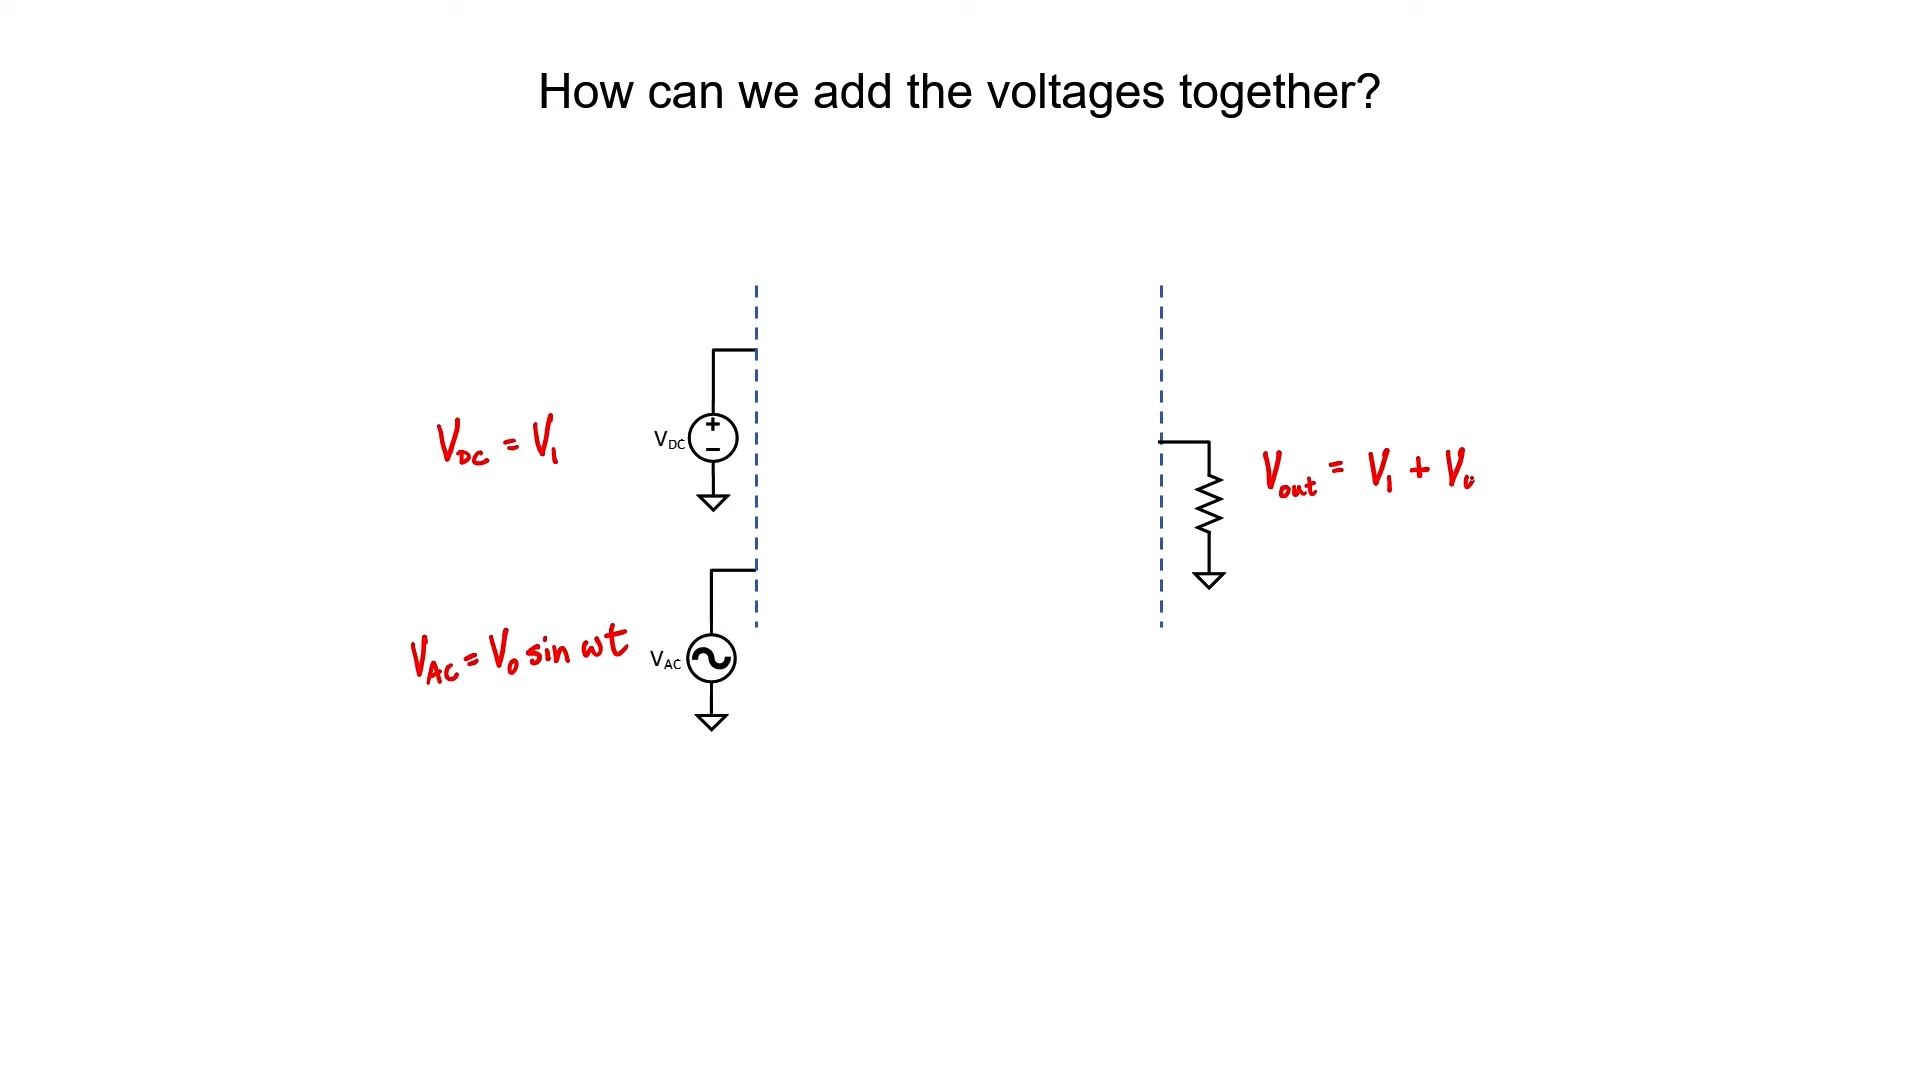 How can we add the voltages together?
V_DC = V_1
V_DC
+
−
V_out = V_1 + V
V_AC = V_0 sin ωt
V_AC